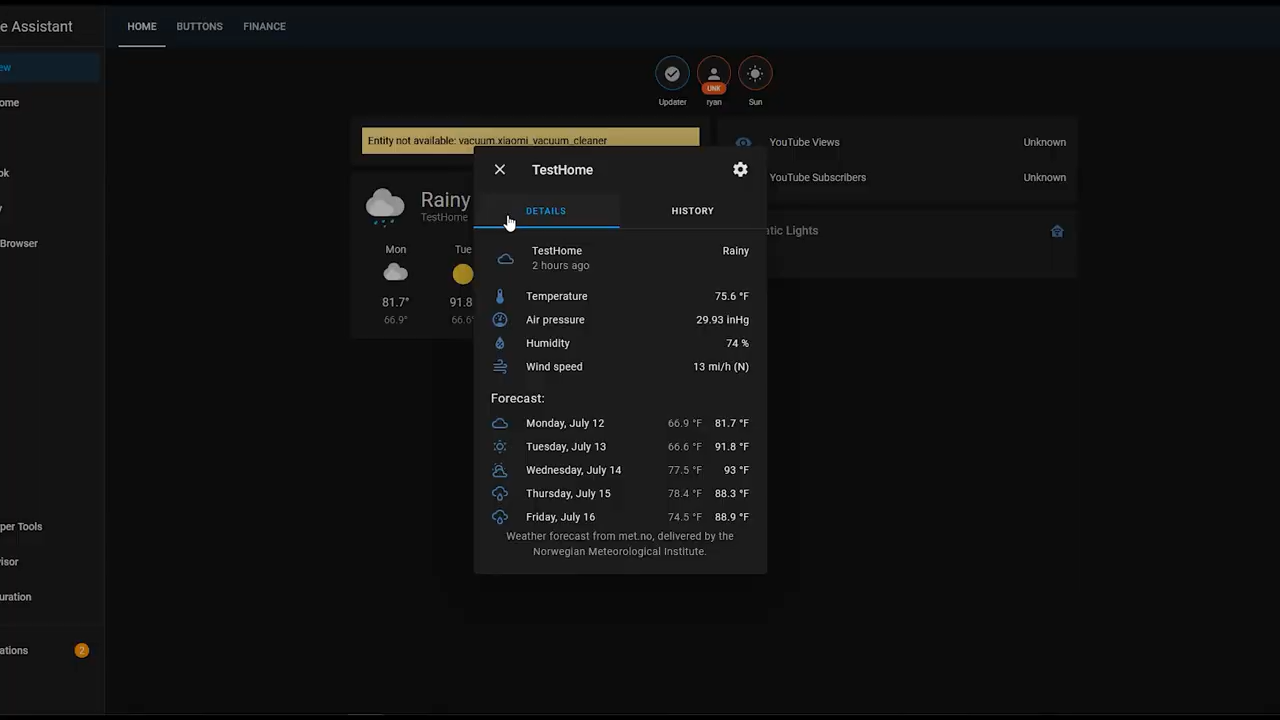 e Assistant
HOME
BUTTONS
FINANCE
ew
ome
ok
y
Browser
per Tools
visor
uration
ations
2
UNK
Updater
ryan
Sun
Entity not available: vacuum.xiaomi_vacuum_cleaner
YouTube Views
Unknown
YouTube Subscribers
Unknown
atic Lights
Rainy
TestHome
Mon
Tue
81.7°
91.8
66.9°
66.6°
TestHome
DETAILS
HISTORY
TestHome
Rainy
2 hours ago
Temperature
75.6 °F
Air pressure
29.93 inHg
Humidity
74 %
Wind speed
13 mi/h (N)
Forecast:
Monday, July 12
66.9 °F
81.7 °F
Tuesday, July 13
66.6 °F
91.8 °F
Wednesday, July 14
77.5 °F
93 °F
Thursday, July 15
78.4 °F
88.3 °F
Friday, July 16
74.5 °F
88.9 °F
Weather forecast from met.no, delivered by the
Norwegian Meteorological Institute.